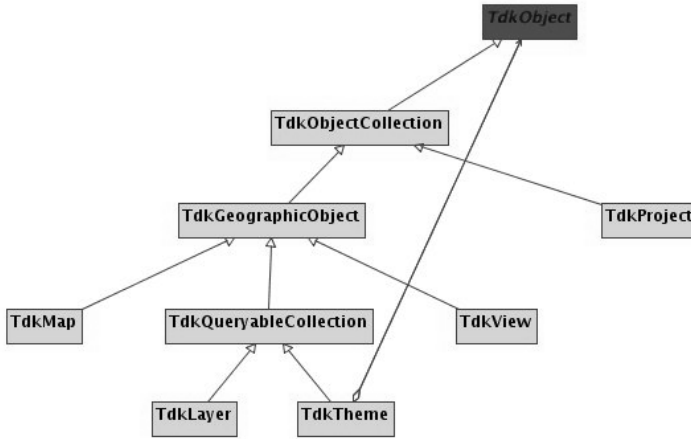 TdkObject
TdkObjectCollection
TdkGeographicObject
TdkProject
TdkMap
TdkQueryableCollection
TdkView
TdkLayer
TdkTheme